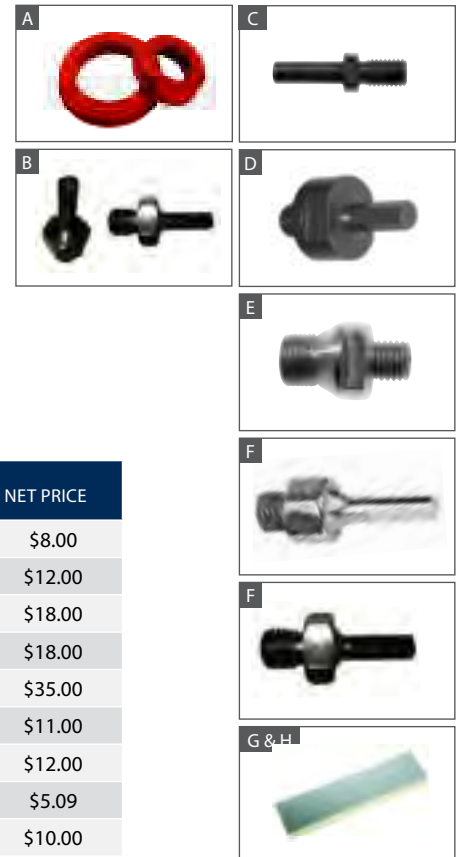 A
C
B
D
E
F
F
G & H
NET PRICE
$8.00
$12.00
$18.00
$18.00
$35.00
$11.00
$12.00
$5.09
$10.00